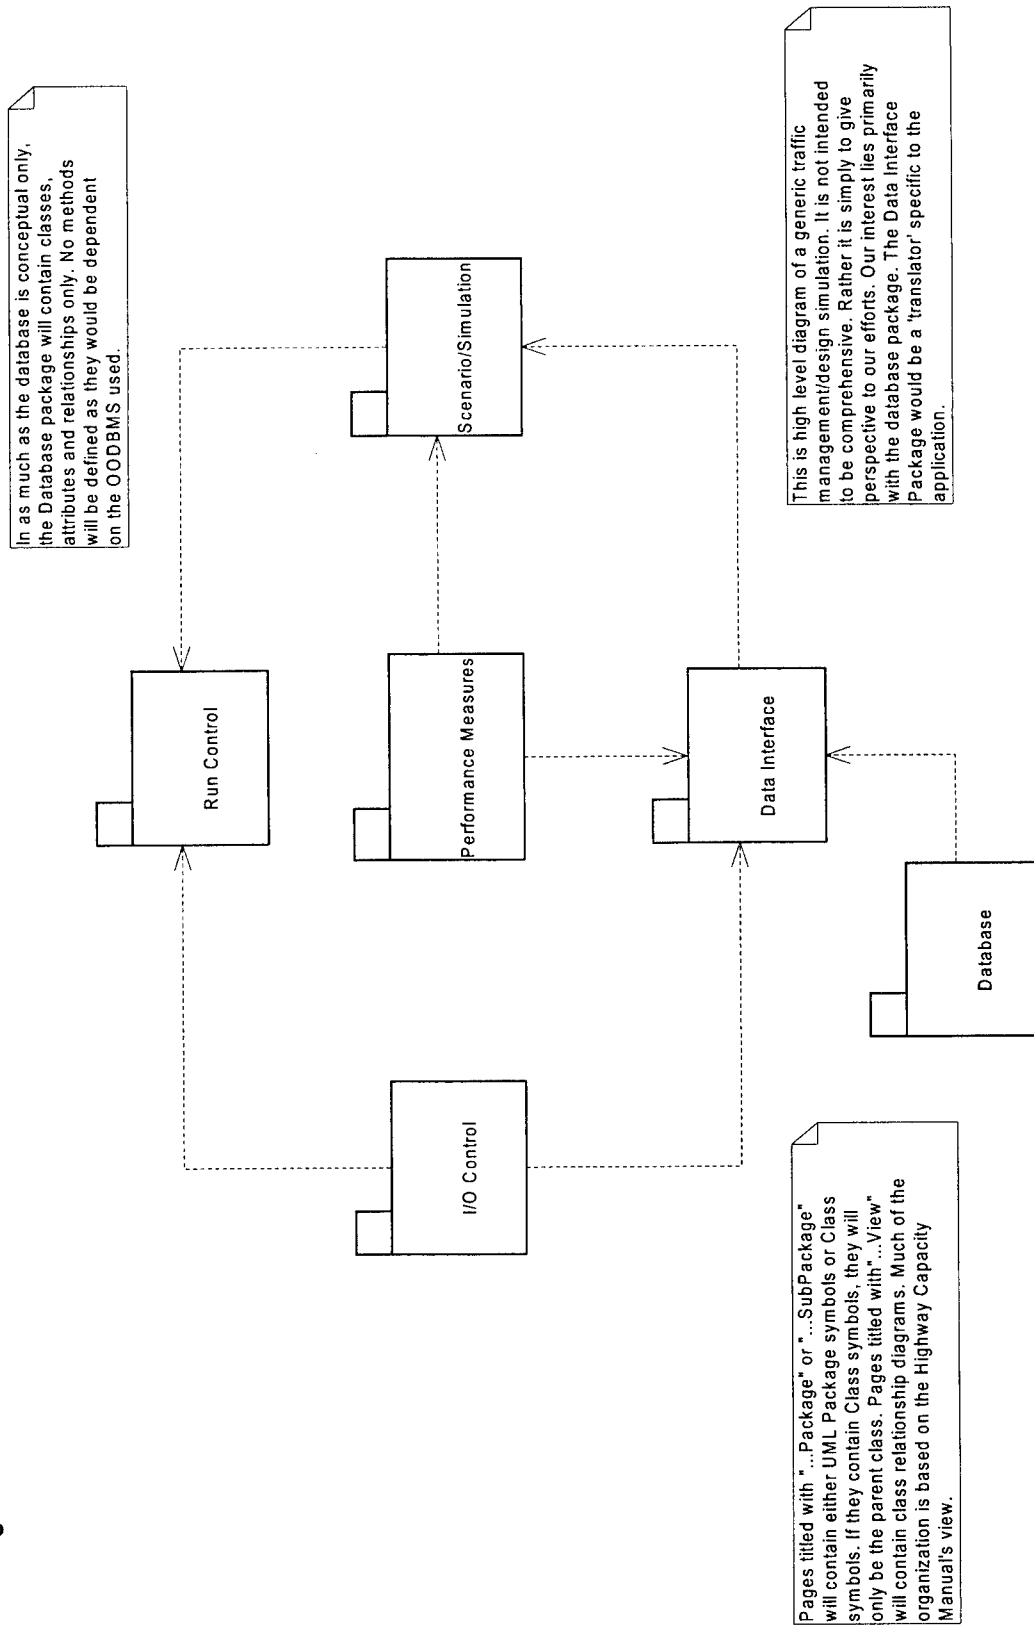 In as much as the database is conceptual only,
the Database package will contain classes,
attributes and relationships only. No methods
will be defined as they would be dependent
on the OODBMS used.
Run Control
Scenario/Simulation
Performance Measures
I/O Control
Data Interface
Database
This is high level diagram of a generic traffic
management/design simulation. It is not intended
to be comprehensive. Rather it is simply to give
perspective to our efforts. Our interest lies primarily
with the database package. The Data Interface
Package would be a 'translator' specific to the
application.
Pages titled with "...Package" or "...SubPackage"
will contain either UML Package symbols or Class
symbols. If they contain Class symbols, they will
only be the parent class. Pages titled with"...View"
will contain class relationship diagrams. Much of the
organization is based on the Highway Capacity
Manual's view.